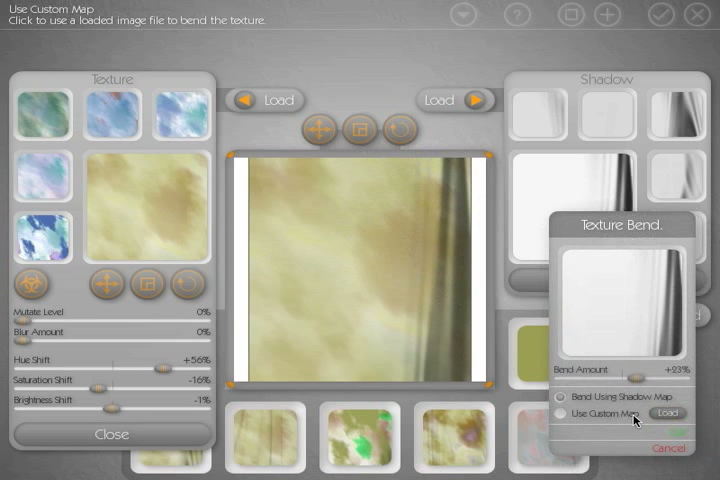 Use Custom Map
Click to use a loaded image file to bend the texture.
?
Texture
Load
Load
Shadow
Texture Bend.
Mutate Level 0%
Blur Amount 0%
Hue Shift +56%
Saturation Shift -16%
Brightness Shift -1%
Close
Bend Amount +23%
Bend Using Shadow Map
Use Custom Map Load
Cancel